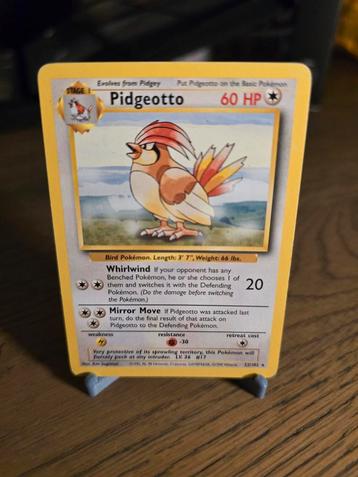 Evolves from Pidgey Put Pidgeotto on the Basic Pokémon
STAGE 1
Pidgeotto 60 HP
Bird Pokémon. Length: 3' 7", Weight: 66 lbs.
Whirlwind If your opponent has any
Benched Pokémon, he or she chooses 1 of
them and switches it with the Defending
Pokémon. (Do the damage before switching
the Pokémon.)
20
Mirror Move If Pidgeotto was attacked last
turn, do the final result of that attack on
Pidgeotto to the Defending Pokémon.
weakness resistance retreat cost
-30
Very protective of its sprawling territory, this Pokémon will
fiercely peck at any intruder. LV. 36 #17